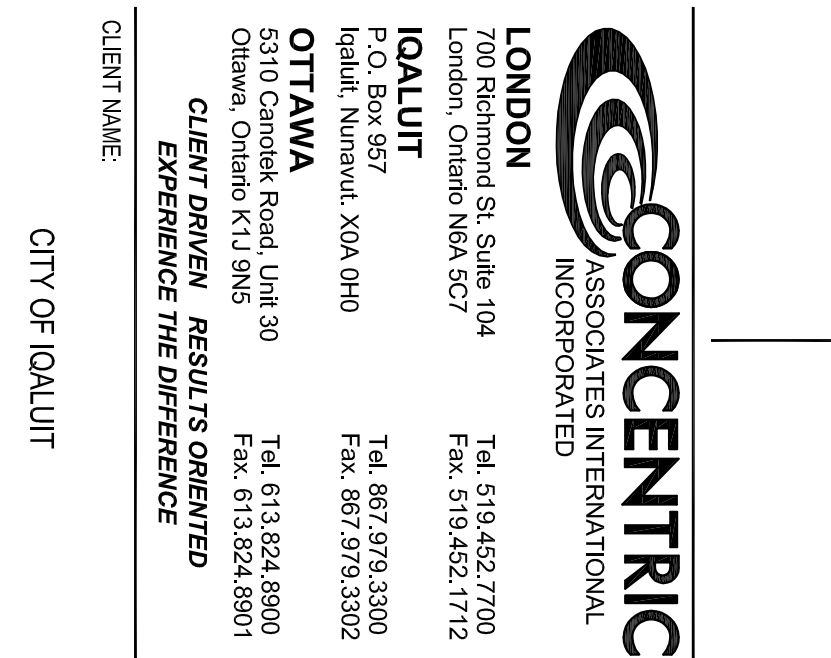 CONCENTRIC
ASSOCIATES INTERNATIONAL
INCORPORATED
LONDON
700 Richmond St. Suite 104 Tel. 519.452.7700
London, Ontario N6A 5C7 Fax. 519.452.1712
IQALUIT
P.O. Box 957 Tel. 867.979.3300
Iqaluit, Nunavut. X0A 0H0 Fax. 867.979.3302
OTTAWA
5310 Canotek Road, Unit 30 Tel. 613.824.8900
Ottawa, Ontario K1J 9N5 Fax. 613.824.8901
CLIENT DRIVEN RESULTS ORIENTED
EXPERIENCE THE DIFFERENCE
CLIENT NAME:
CITY OF IQALUIT